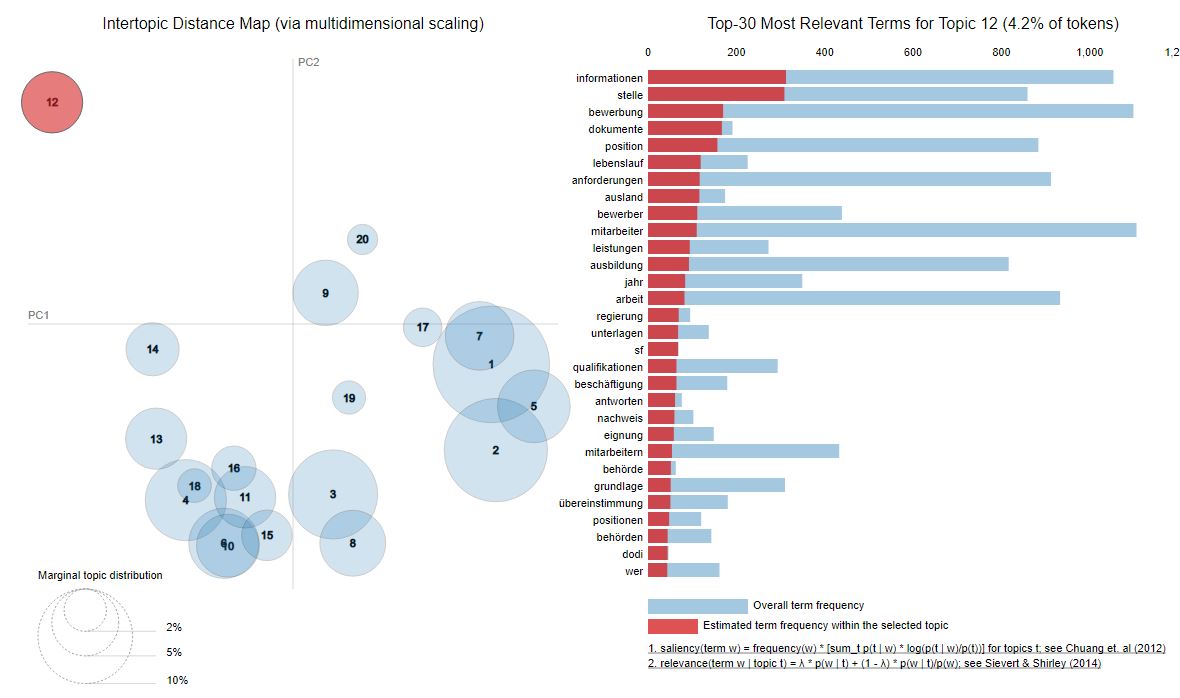 Intertopic Distance Map (via multidimensional scaling)
PC2
12
20
9
PC1
17
7
14
1
19
5
13
2
16
18
11
3
4
15
6
10
8
Marginal topic distribution
2%
5%
10%
Top-30 Most Relevant Terms for Topic 12 (4.2% of tokens)
0 200 400 600 800 1,000 1,2
informationen
stelle
bewerbung
dokumente
position
lebenslauf
anforderungen
ausland
bewerber
mitarbeiter
leistungen
ausbildung
jahr
arbeit
regierung
unterlagen
sf
qualifikationen
beschäftigung
antworten
nachweis
eignung
mitarbeitern
behörde
grundlage
übereinstimmung
positionen
behörden
dodi
wer
Overall term frequency
Estimated term frequency within the selected topic
1. saliency(term w) = frequency(w) * [sum_t p(t | w) * log(p(t | w)/p(t))] for topics t; see Chuang et. al (2012)
2. relevance(term w | topic t) = λ * p(w | t) + (1 - λ) * p(w | t)/p(w); see Sievert & Shirley (2014)